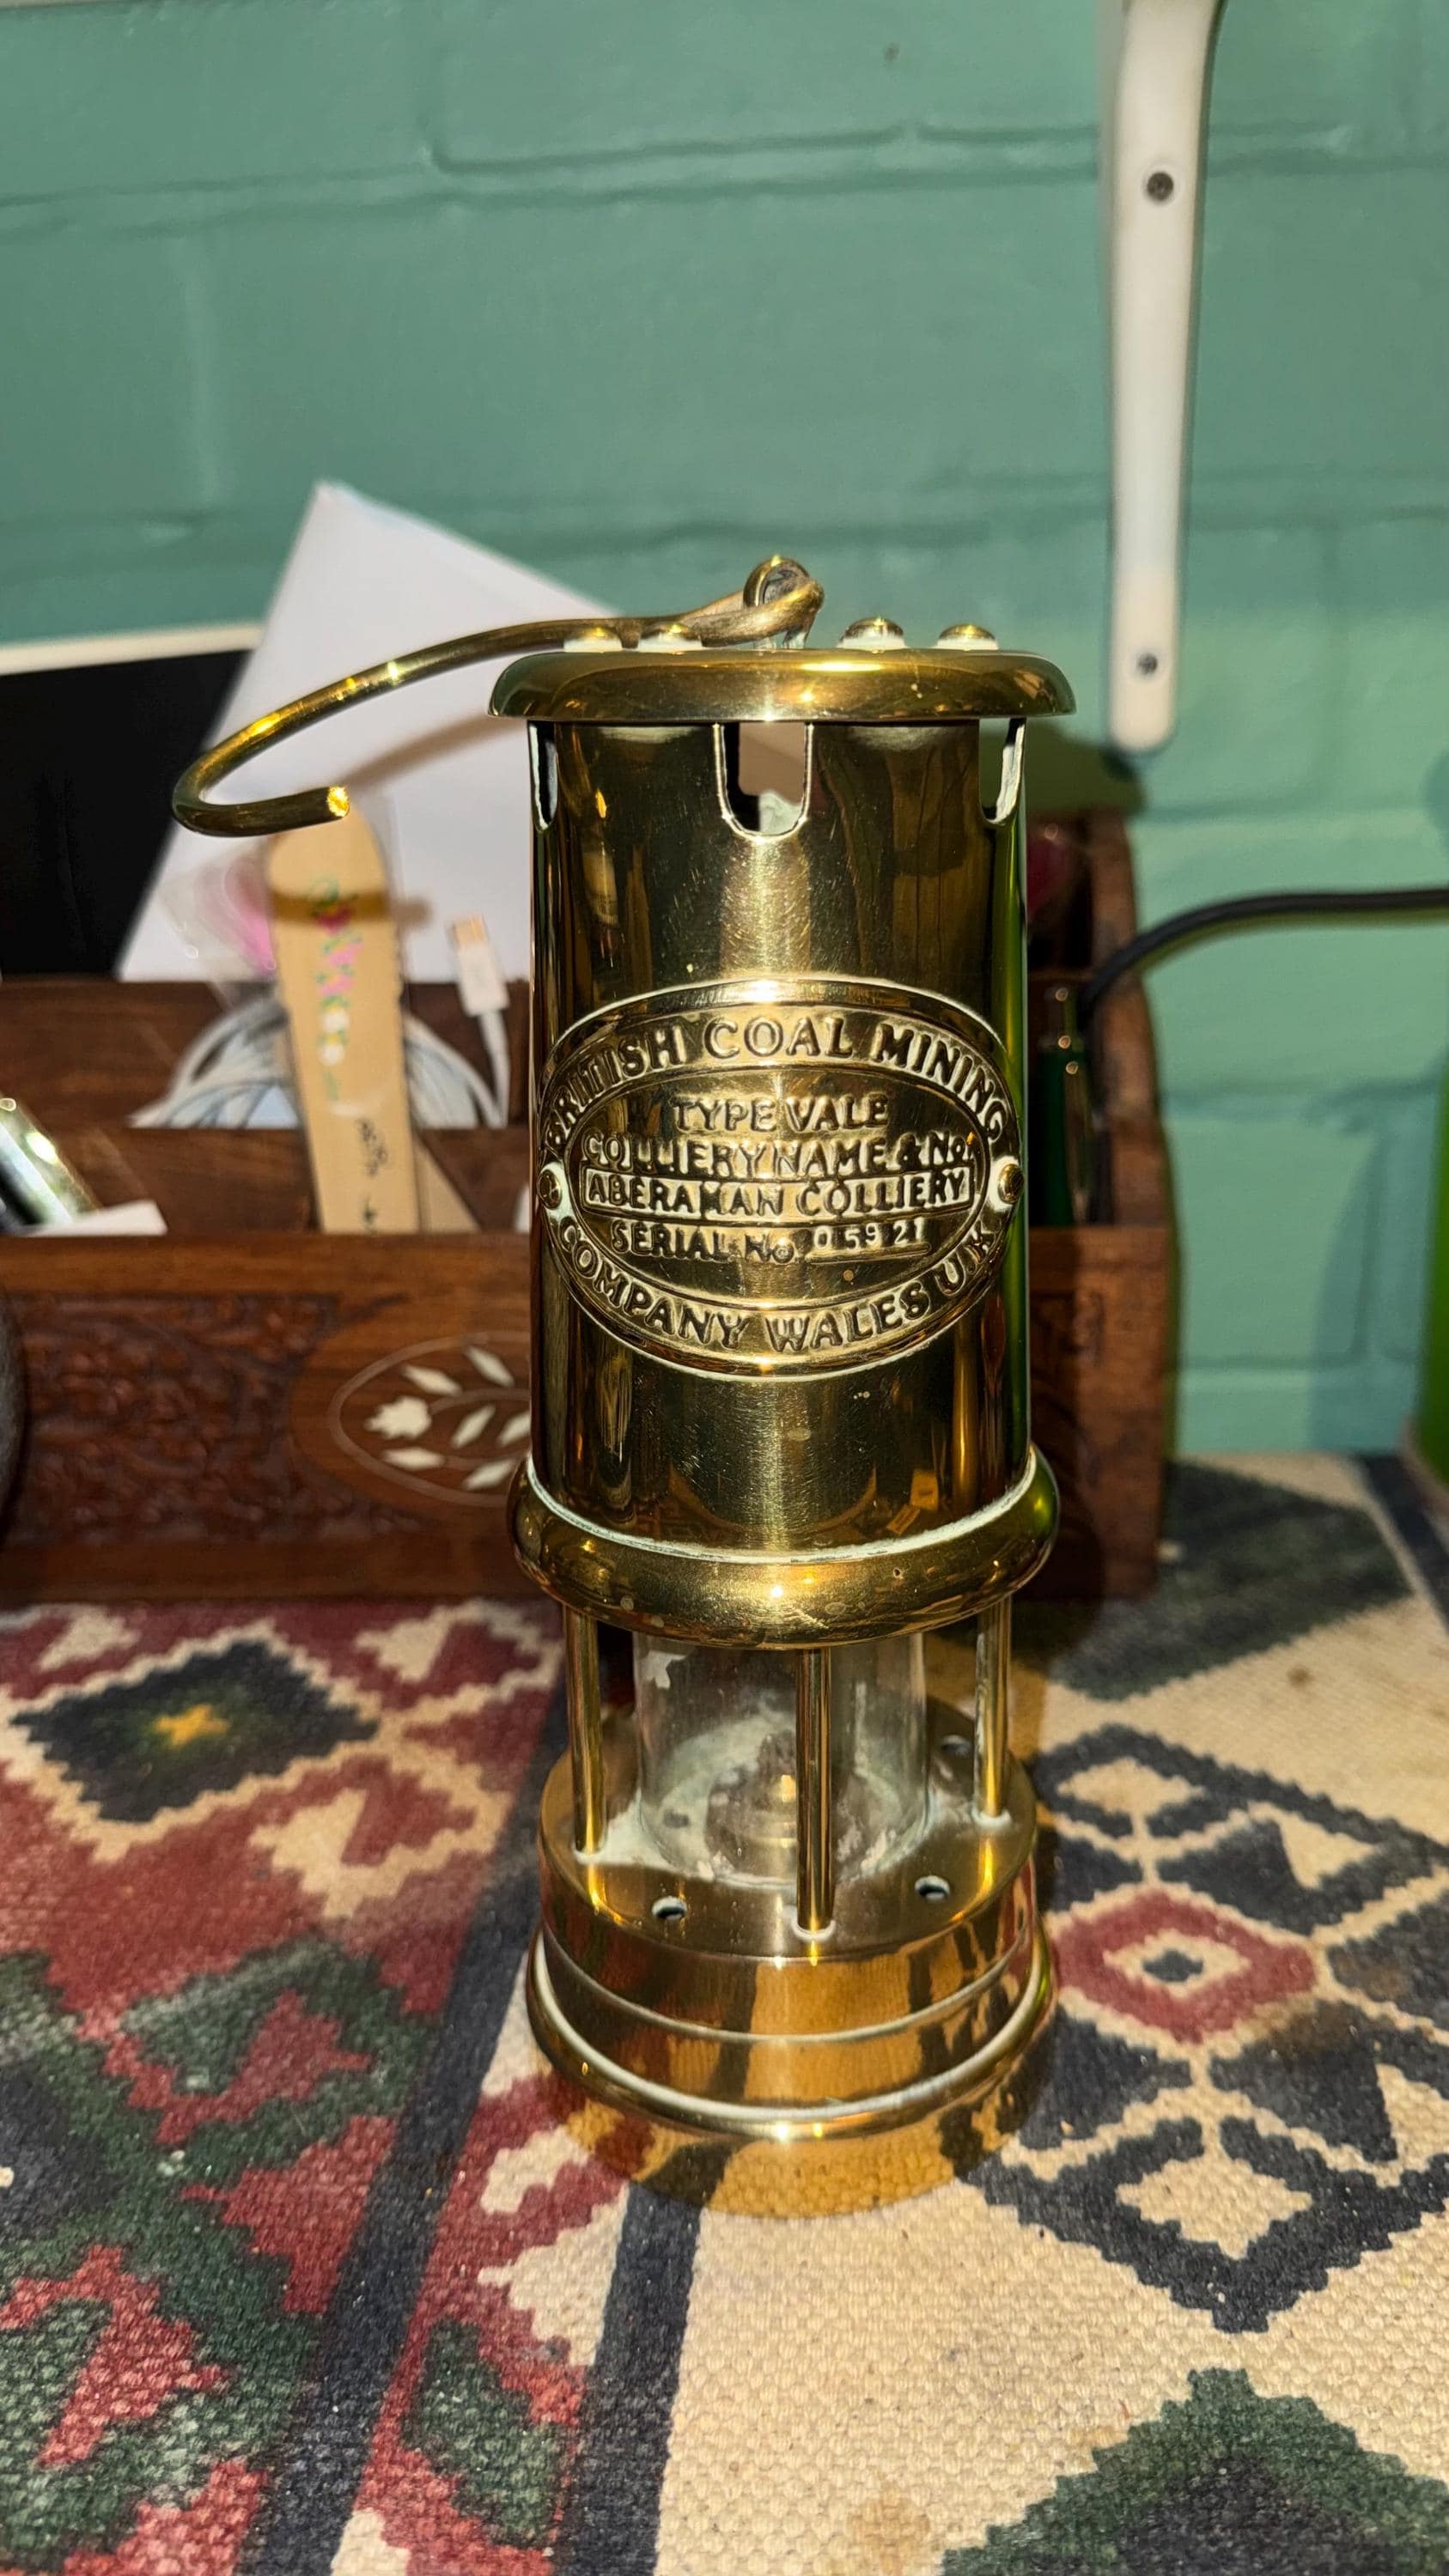 BRITISH COAL MINING
TYPE VALE
COLLIERY NAME & No.
ABERAMAN COLLIERY
SERIAL No. 05921
COMPANY WALES U.K